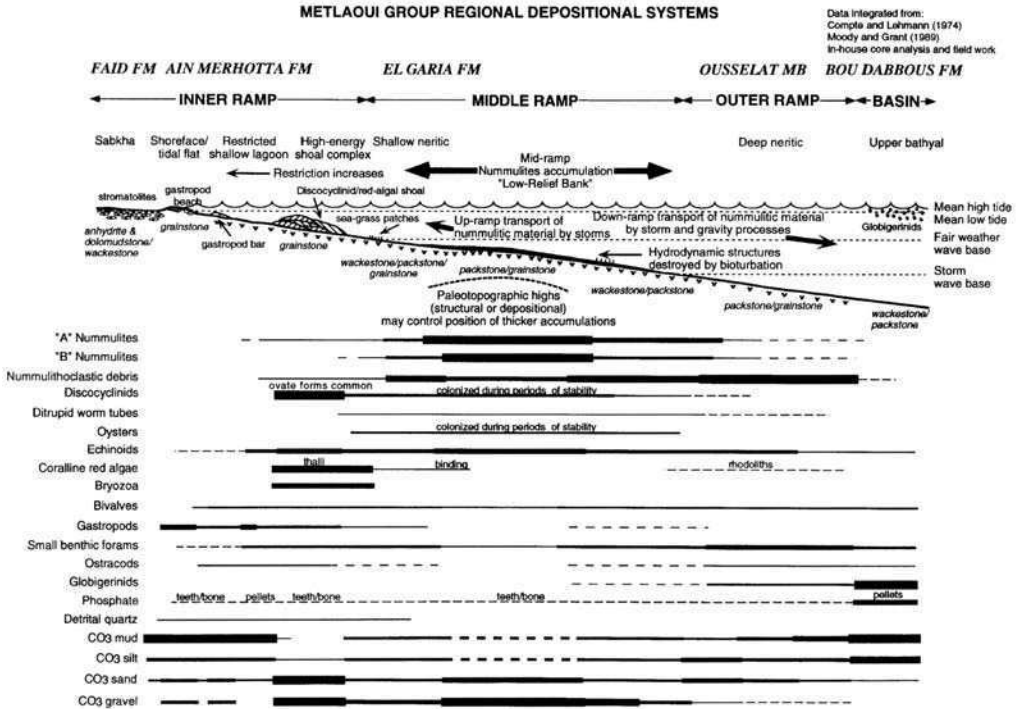 METLAOUI GROUP REGIONAL DEPOSITIONAL SYSTEMS
Data integrated from:
Compte and Lehmann (1974)
Moody and Grant (1989)
In-house core analysis and field work
FAID FM AIN MERHOTTA FM EL GARIA FM OUSSELAT MB BOU DABBOUS FM
INNER RAMP MIDDLE RAMP OUTER RAMP BASIN
Sabkha Shoreface/ Restricted High-energy Shallow neritic Deep neritic Upper bathyal
tidal flat shallow lagoon shoal complex
Mid-ramp
Nummulites accumulation
"Low-Relief Bank"
Restriction increases
stromatolites gastropod Discocyclinid/red-algal shoal
beach
Mean high tide
Mean low tide
grainstone sea-grass patches Up-ramp transport of Down-ramp transport of nummulitic material Globigerinids
nummulitic material by storms by storm and gravity processes
anhydrite & gastropod bar grainstone Fair weather
dolomudstone/ wave base
wackestone
Hydrodynamic structures
destroyed by bioturbation
wackestone/packstone/ packstone/grainstone Storm
grainstone wave base
wackestone/packstone
Paleotopographic highs packstone/grainstone
(structural or depositional)
may control position of thicker accumulations
wackestone/
packstone
"A" Nummulites
"B" Nummulites
Nummulithoclastic debris
ovate forms common colonized during periods of stability
Discocyclinids
Ditrupid worm tubes
colonized during periods of stability
Oysters
Echinoids
thalli binding rhodoliths
Coralline red algae
Bryozoa
Bivalves
Gastropods
Small benthic forams
Ostracods
Globigerinids
teeth/bone pellets teeth/bone teeth/bone pellets
Phosphate
Detrital quartz
CO3 mud
CO3 silt
CO3 sand
CO3 gravel